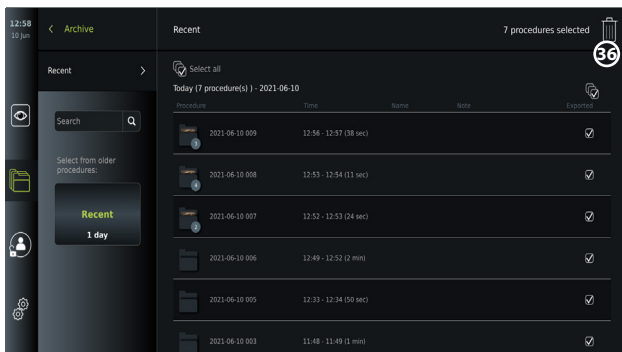 12:58
10 Jun
Archive
Recent
7 procedures selected
36
Recent
Select all
Today (7 procedure(s) ) - 2021-06-10
Procedure Time Name Note Exported
Search
Select from older
procedures:
Recent
1 day
3
2021-06-10 009 12:56 - 12:57 (38 sec)
4
2021-06-10 008 12:53 - 12:54 (11 sec)
2
2021-06-10 007 12:52 - 12:53 (24 sec)
2021-06-10 006 12:49 - 12:52 (2 min)
2021-06-10 005 12:33 - 12:34 (50 sec)
2021-06-10 003 11:48 - 11:49 (1 min)